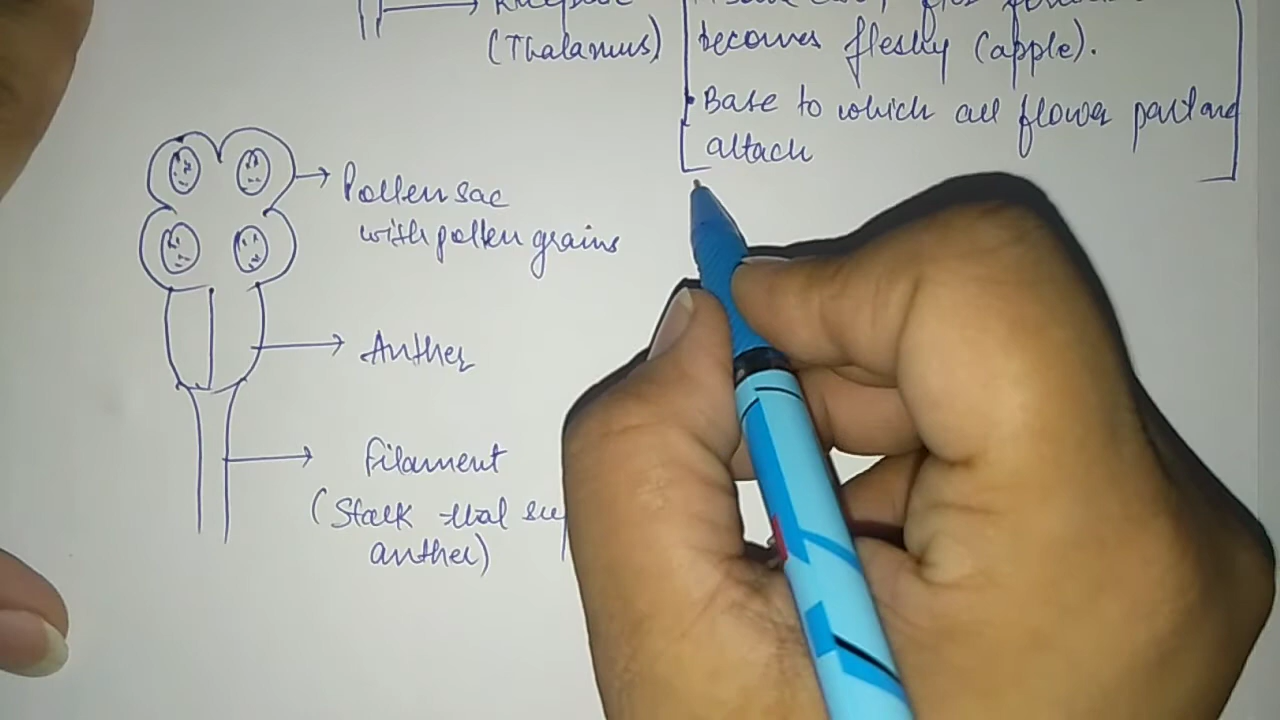 (Thalamus)
becomes fleshy (apple).
• Base to which all flower part are
attach
Pollen sac
with pollen grains
Anther
filament
(Stalk that
anther)